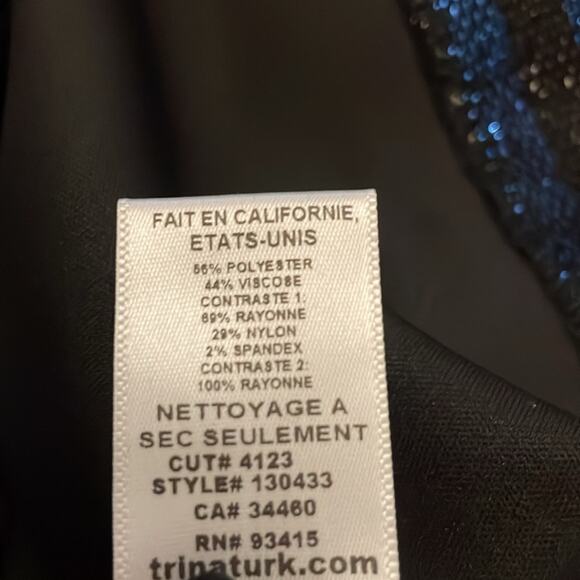 FAIT EN CALIFORNIE,
ETATS-UNIS
56% POLYESTER
44% VISCOSE
CONTRASTE 1:
69% RAYONNE
29% NYLON
2% SPANDEX
CONTRASTE 2:
100% RAYONNE
NETTOYAGE A
SEC SEULEMENT
CUT# 4123
STYLE# 130433
CA# 34460
RN# 93415
trinaturk.com